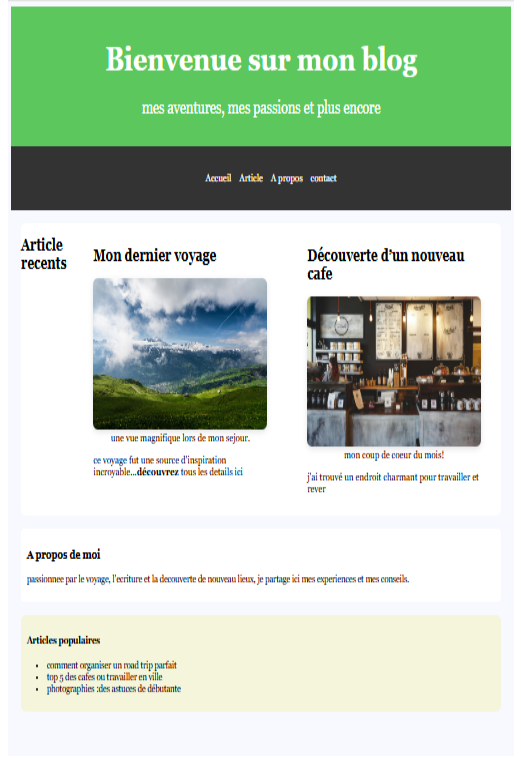 Bienvenue sur mon blog
mes aventures, mes passions et plus encore
Accueil Article A propos contact
Article
recents
Mon dernier voyage
une vue magnifique lors de mon sejour.
ce voyage fut une source d'inspiration
incroyable...découvrez tous les details ici
Découverte d'un nouveau
cafe
mon coup de coeur du mois!
j'ai trouvé un endroit charmant pour travailler et
rever
A propos de moi
passionnee par le voyage, l'ecriture et la decouverte de nouveau lieux, je partage ici mes experiences et mes conseils.
Articles populaires
comment organiser un road trip parfait
top 5 des cafes ou travailler en ville
photographies :des astuces de débutante